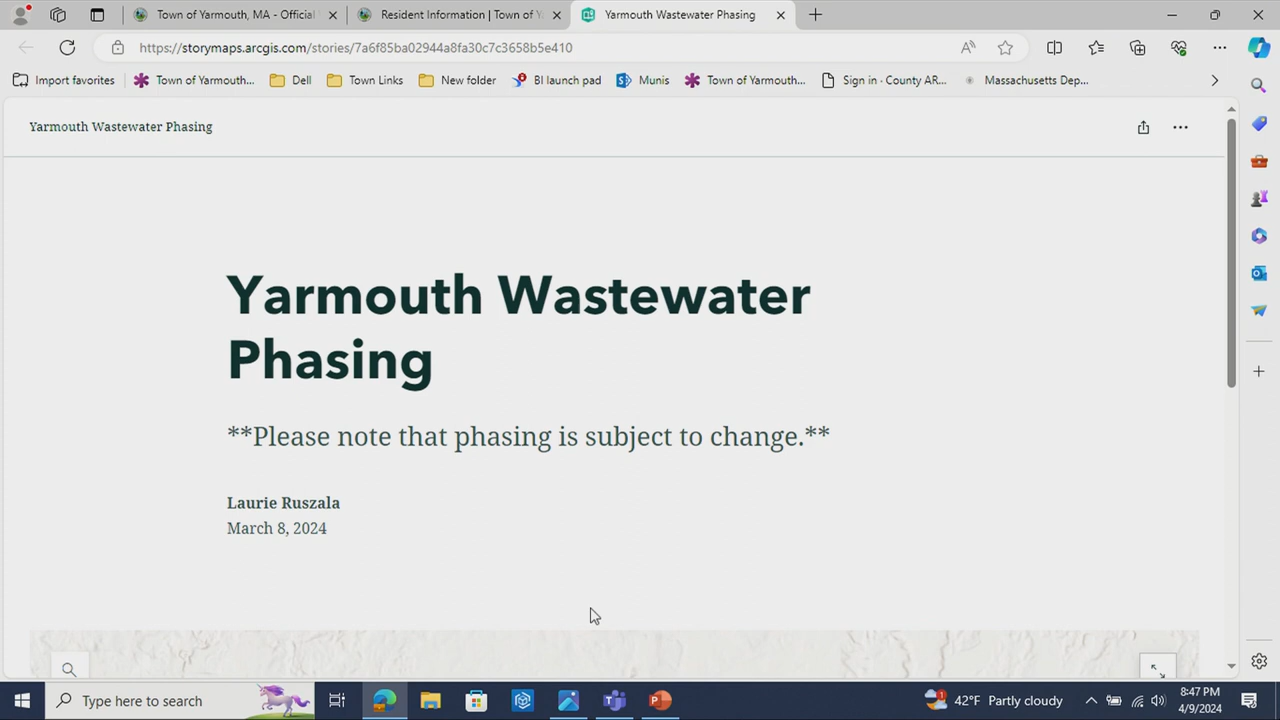 Town of Yarmouth, MA - Official
Resident Information | Town of Y
Yarmouth Wastewater Phasing
https://storymaps.arcgis.com/stories/7a6f85ba02944a8fa30c7c3658b5e410
Import favorites
Town of Yarmouth...
Dell
Town Links
New folder
BI launch pad
Munis
Town of Yarmouth...
Sign in · County AR...
Massachusetts Dep...
Yarmouth Wastewater Phasing
Yarmouth Wastewater
Phasing
**Please note that phasing is subject to change.**
Laurie Ruszala
March 8, 2024
Type here to search
42°F Partly cloudy
8:47 PM
4/9/2024